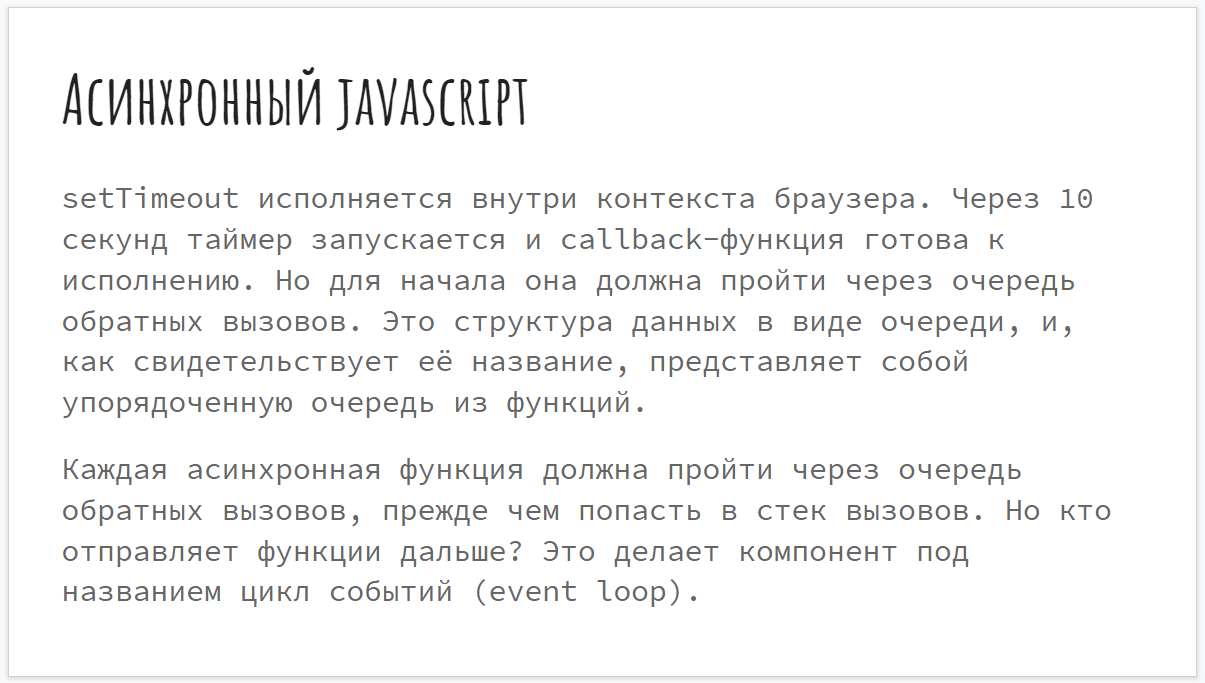 Асинхронный javascript
setTimeout исполняется внутри контекста браузера. Через 10
секунд таймер запускается и callback-функция готова к
исполнению. Но для начала она должна пройти через очередь
обратных вызовов. Это структура данных в виде очереди, и,
как свидетельствует её название, представляет собой
упорядоченную очередь из функций.
Каждая асинхронная функция должна пройти через очередь
обратных вызовов, прежде чем попасть в стек вызовов. Но кто
отправляет функции дальше? Это делает компонент под
названием цикл событий (event loop).